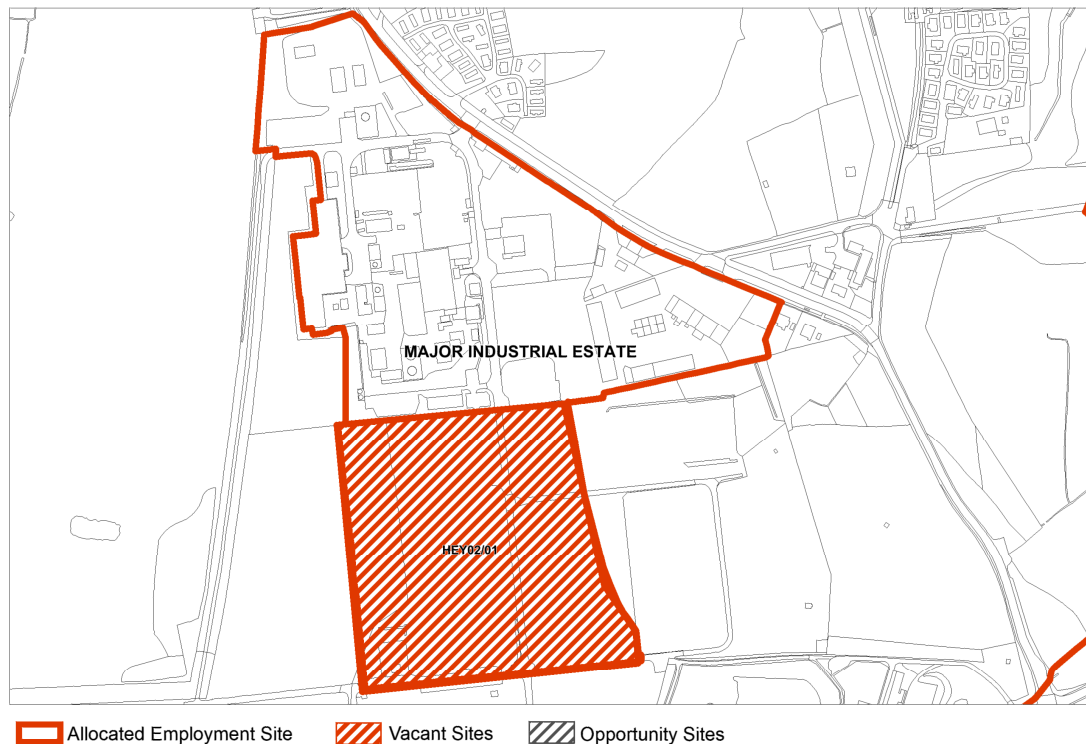 MAJOR INDUSTRIAL ESTATE
HEY02/01
Allocated Employment Site
Vacant Sites
Opportunity Sites